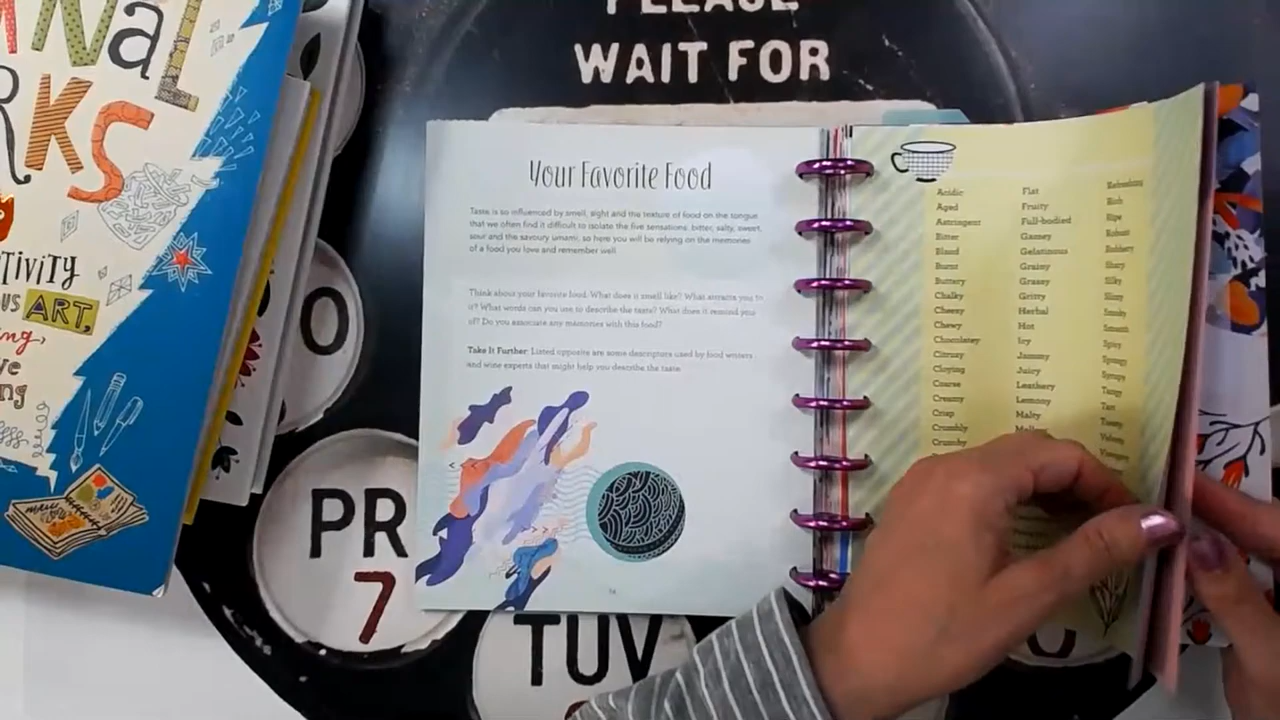 PLEASE
WAIT FOR
NAL
RKS
TIVITY
US ART,
ing,
ve
ng
O
PR
7
TUV
Your Favorite Food
Taste is so influenced by smell, sight and the texture of food on the tongue
that we often find it difficult to isolate the five sensations: bitter, salty, sweet,
sour and the savoury umami, so here you will be relying on the memories
of a food you love and remember well.
Think about your favorite food. What does it smell like? What attracts you to
it? What words can you use to describe the taste? What does it remind you
of? Do you associate any memories with this food?
Take It Further: Listed opposite are some descriptors used by food writers
and wine experts that might help you describe the taste.
Acidic
Aged
Astringent
Bitter
Bland
Burnt
Buttery
Chalky
Cheesy
Chewy
Chocolatey
Citrusy
Cloying
Coarse
Creamy
Crisp
Crumbly
Crunchy
Flat
Fruity
Full-bodied
Gamey
Gelatinous
Grainy
Greasy
Gritty
Herbal
Hot
Icy
Jammy
Juicy
Leathery
Lemony
Malty
Refreshing
Rich
Ripe
Robust
Rubbery
Sharp
Silky
Slimy
Smoky
Smooth
Spicy
Spongy
Syrupy
Tangy
Tart
Toasty
Velvety
Vinegary